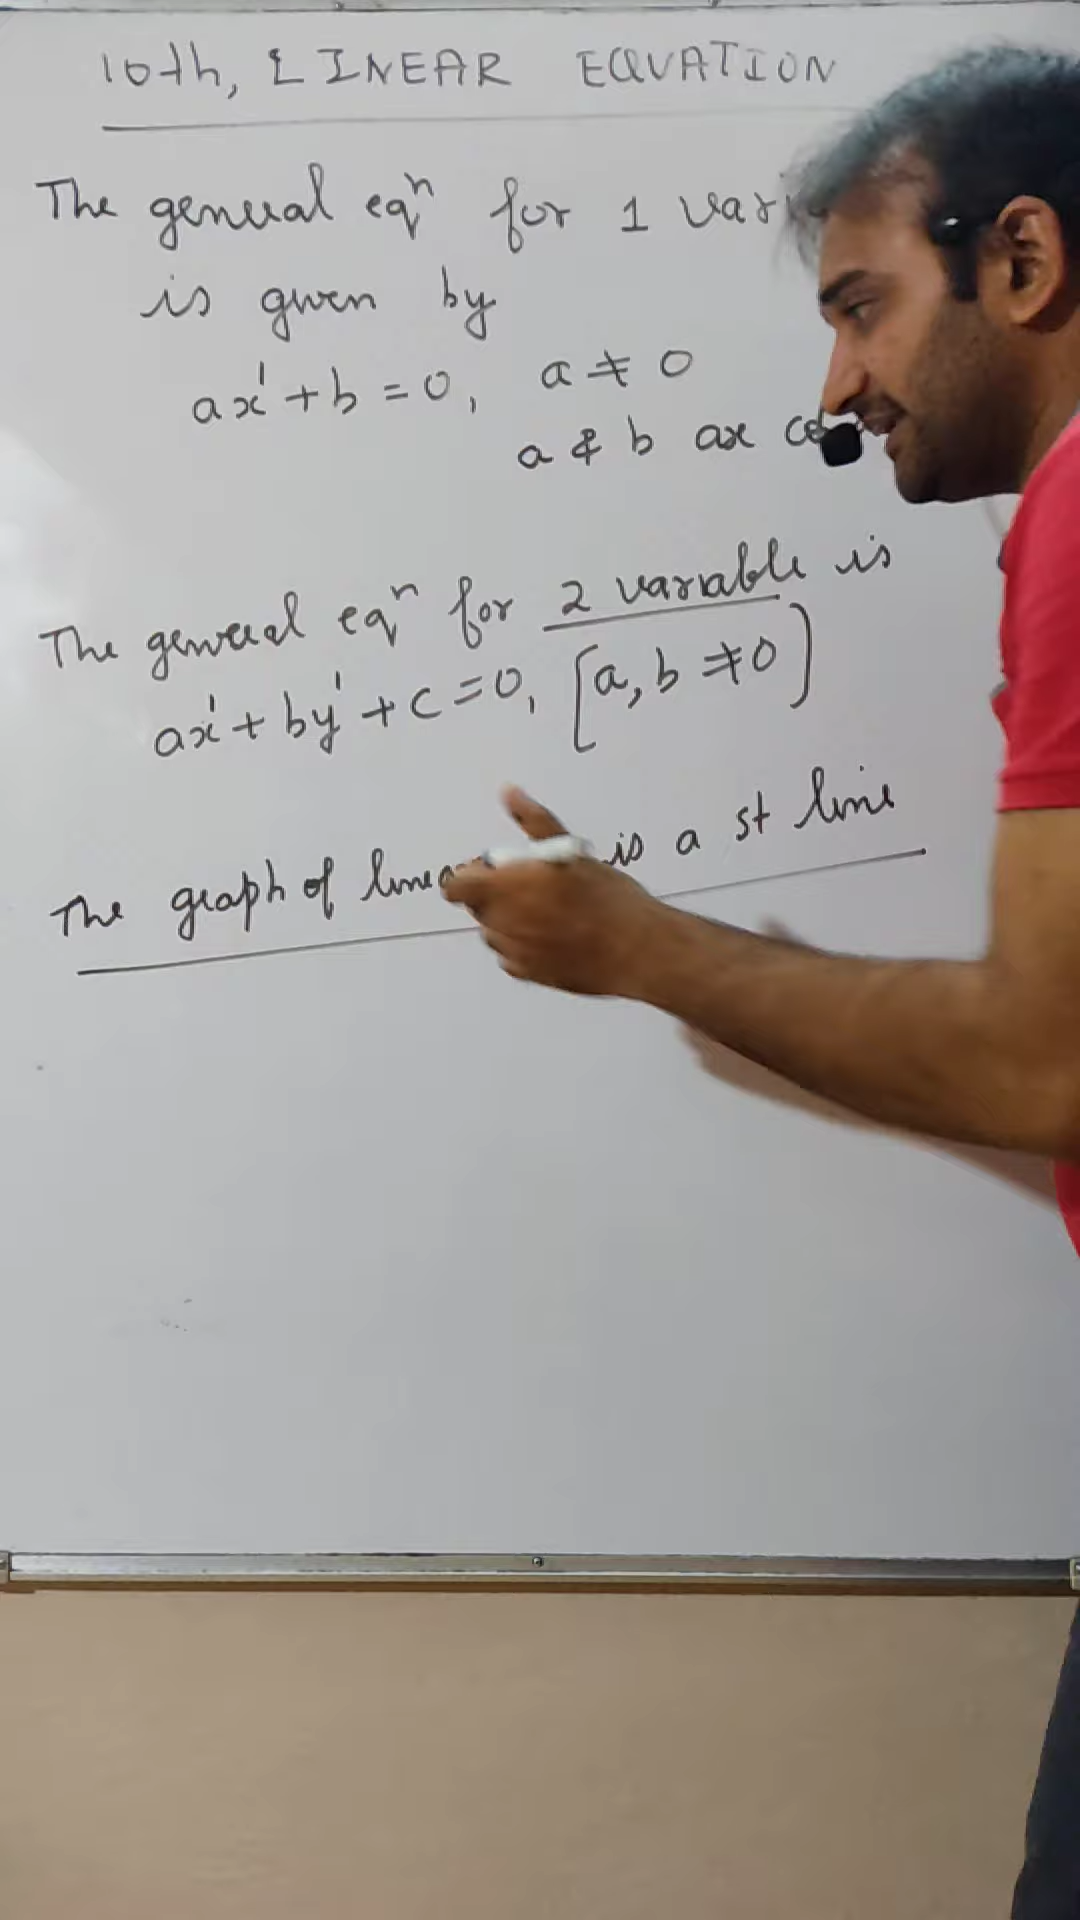 10th, LINEAR EQUATION
The general eqⁿ for 1
is given by
ax¹ + b = 0, a ≠ 0
a & b are
The general eqⁿ for 2 variable is
ax¹ + by¹ + c = 0, [a, b ≠ 0]
The graph of is a st line